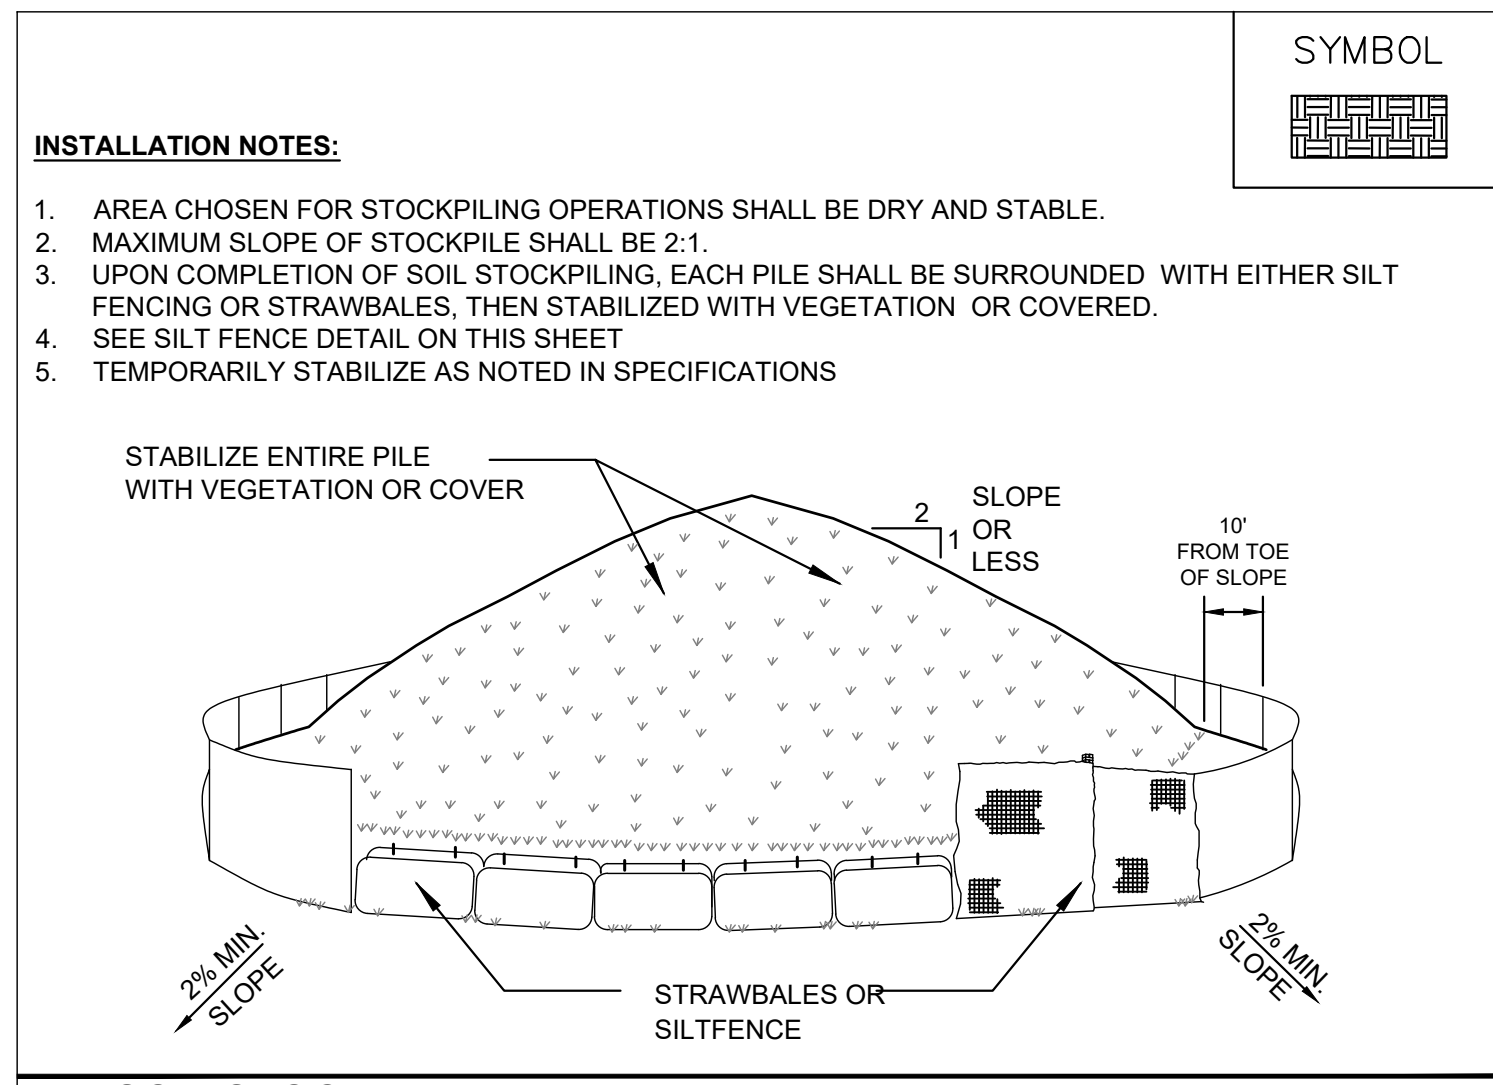 SYMBOL
INSTALLATION NOTES:
1. AREA CHOSEN FOR STOCKPILING OPERATIONS SHALL BE DRY AND STABLE.
2. MAXIMUM SLOPE OF STOCKPILE SHALL BE 2:1.
3. UPON COMPLETION OF SOIL STOCKPILING, EACH PILE SHALL BE SURROUNDED WITH EITHER SILT
FENCING OR STRAWBALES, THEN STABILIZED WITH VEGETATION OR COVERED.
4. SEE SILT FENCE DETAIL ON THIS SHEET
5. TEMPORARILY STABILIZE AS NOTED IN SPECIFICATIONS
STABILIZE ENTIRE PILE
WITH VEGETATION OR COVER
2
1
SLOPE
OR
LESS
10'
FROM TOE
OF SLOPE
2% MIN.
SLOPE
2% MIN.
SLOPE
STRAWBALES OR
SILTFENCE